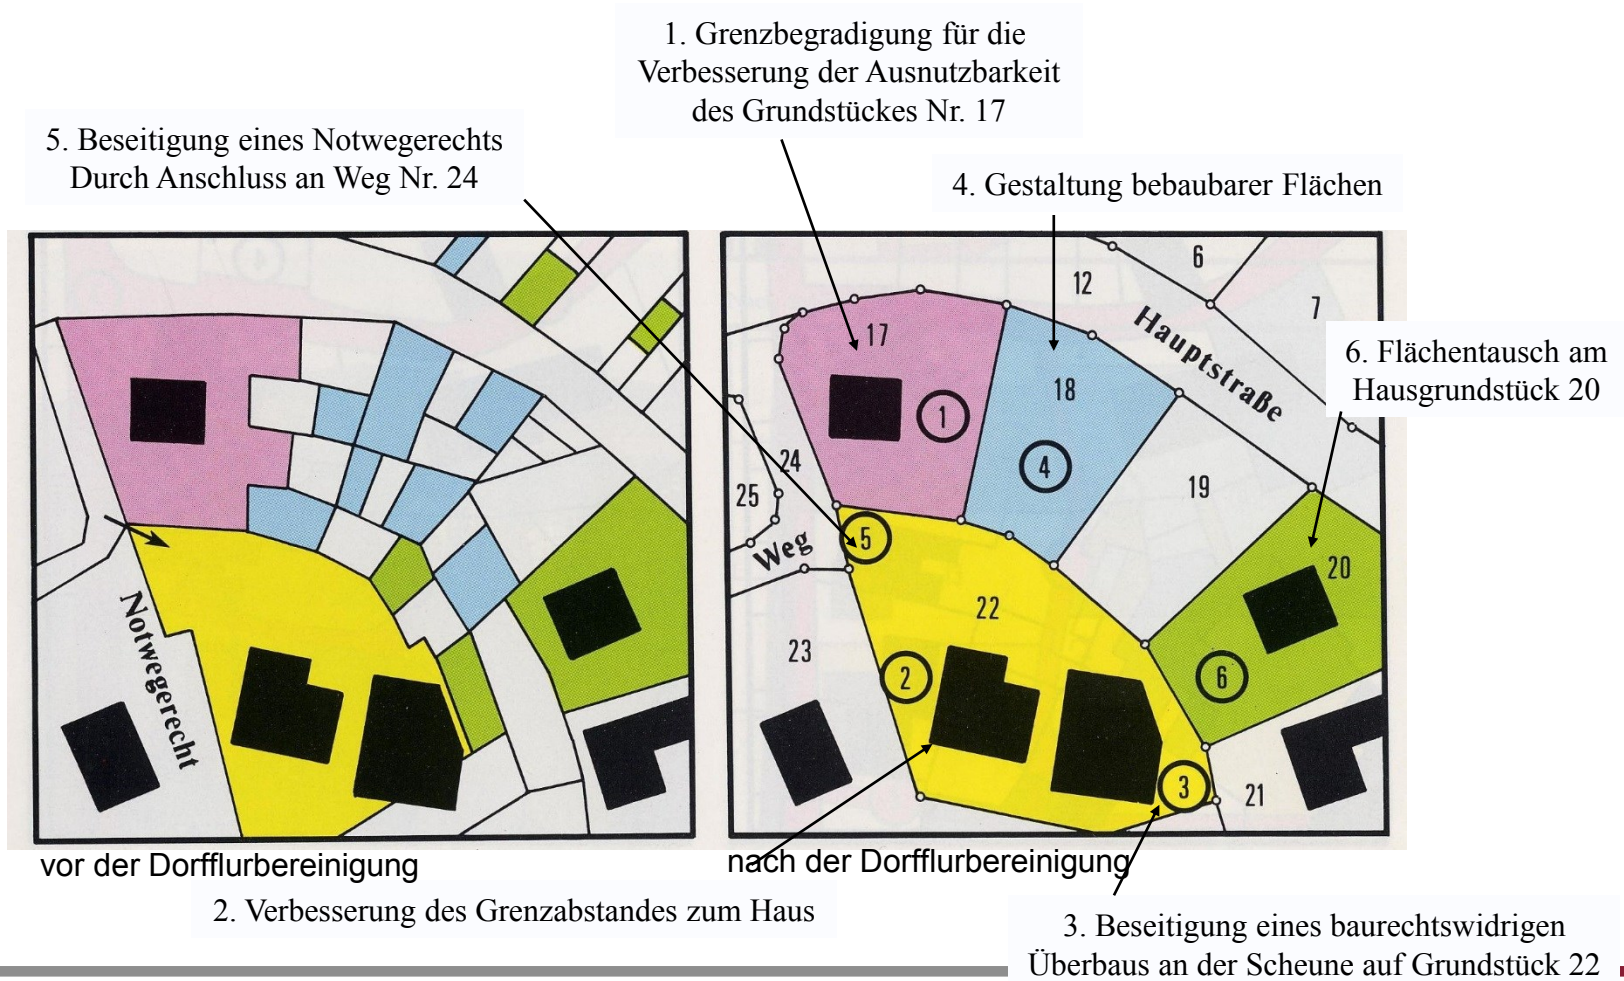 1. Grenzbegradigung für die
Verbesserung der Ausnutzbarkeit
des Grundstückes Nr. 17
5. Beseitigung eines Notwegerechts
Durch Anschluss an Weg Nr. 24
4. Gestaltung bebaubarer Flächen
6. Flächentausch am
Hausgrundstück 20
Notwegerecht
6
12
7
Hauptstraße
17
18
1
4
24
25
19
Weg
5
20
22
23
2
6
3
21
vor der Dorfflurbereinigung
nach der Dorfflurbereinigung
2. Verbesserung des Grenzabstandes zum Haus
3. Beseitigung eines baurechtswidrigen
Überbaus an der Scheune auf Grundstück 22